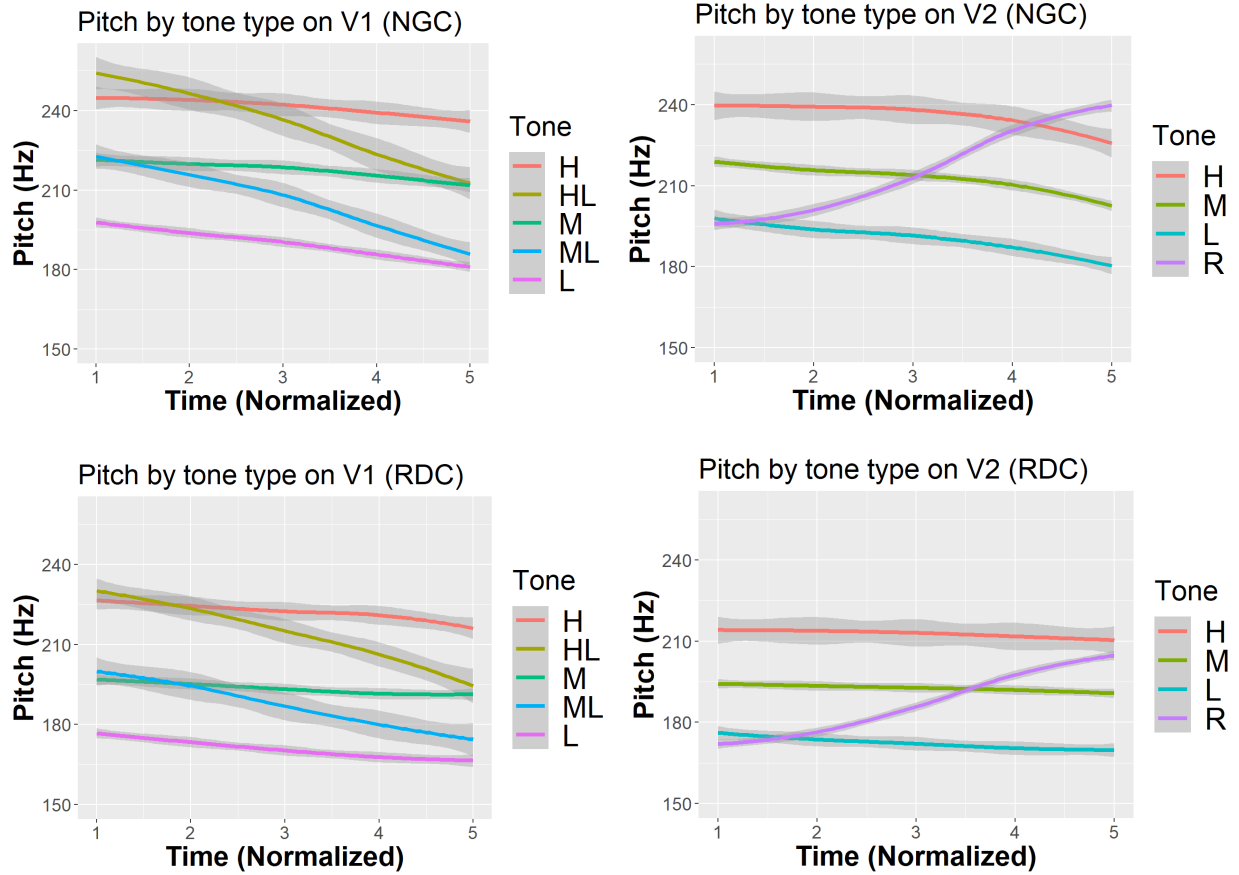 Pitch by tone type on V1 (NGC)
Pitch (Hz)
240
210
180
150
1 2 3 4 5
Time (Normalized)
Tone
H
HL
M
ML
L
Pitch by tone type on V2 (NGC)
Pitch (Hz)
240
210
180
150
1 2 3 4 5
Time (Normalized)
Tone
H
M
L
R
Pitch by tone type on V1 (RDC)
Pitch (Hz)
240
210
180
150
1 2 3 4 5
Time (Normalized)
Tone
H
HL
M
ML
L
Pitch by tone type on V2 (RDC)
Pitch (Hz)
240
210
180
150
1 2 3 4 5
Time (Normalized)
Tone
H
M
L
R